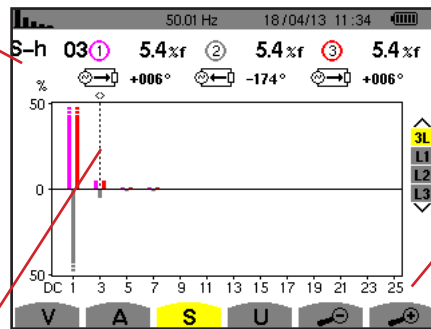 50.01 Hz 18/04/13 11:34
S-h 03 1 5.4%f 2 5.4%f 3 5.4%f
+006° -174° +006°
%
50
3L
L1
L2
L3
0
50
DC 1 3 5 7 9 11 13 15 17 19 21 23 25
V A S U